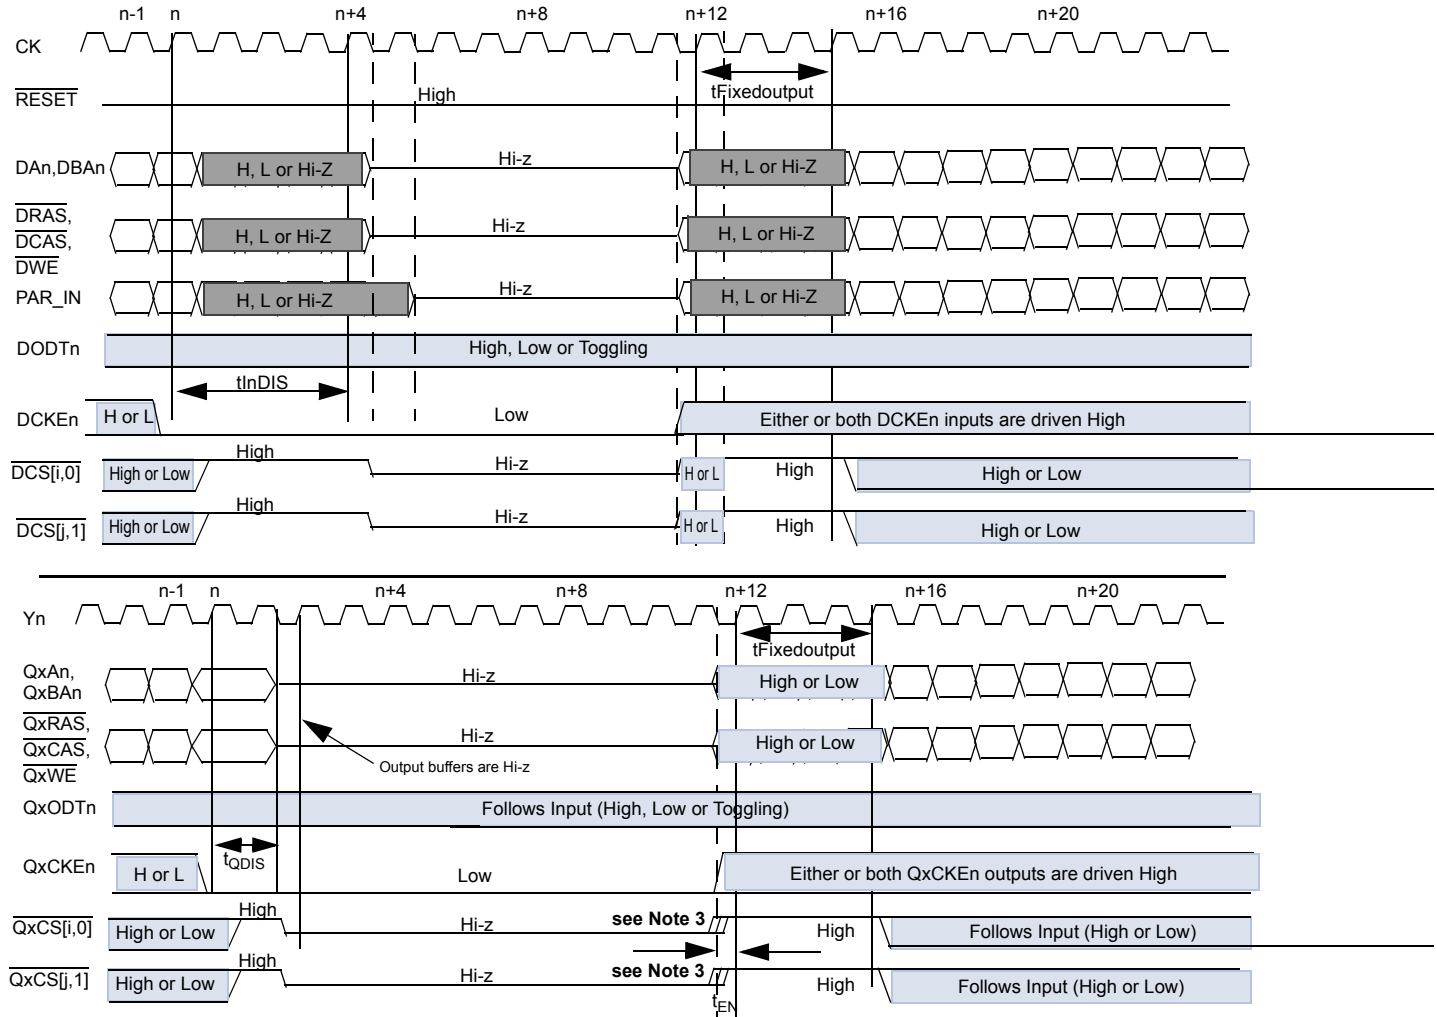 n-1 n n+4 n+8 n+12 n+16 n+20
CK
tFixedoutput
RESET High
DAn,DBAn H, L or Hi-Z Hi-z H, L or Hi-Z
DRAS,
DCAS, H, L or Hi-Z Hi-z H, L or Hi-Z
DWE
PAR_IN H, L or Hi-Z Hi-z H, L or Hi-Z
DODTn High, Low or Toggling
tInDIS
DCKEn H or L Low Either or both DCKEn inputs are driven High
DCS[i,0] High or Low High Hi-z H or L High High or Low
DCS[j,1] High or Low High Hi-z H or L High High or Low
n-1 n n+4 n+8 n+12 n+16 n+20
Yn
tFixedoutput
QxAn,
QxBAn Hi-z High or Low
QxRAS,
QxCAS, Hi-z High or Low
QxWE
Output buffers are Hi-z
QxODTn Follows Input (High, Low or Toggling)
tQDIS
QxCKEn H or L Low Either or both QxCKEn outputs are driven High
QxCS[i,0] High or Low High Hi-z see Note 3 High Follows Input (High or Low)
QxCS[j,1] High or Low High Hi-z see Note 3 High Follows Input (High or Low)
tEN